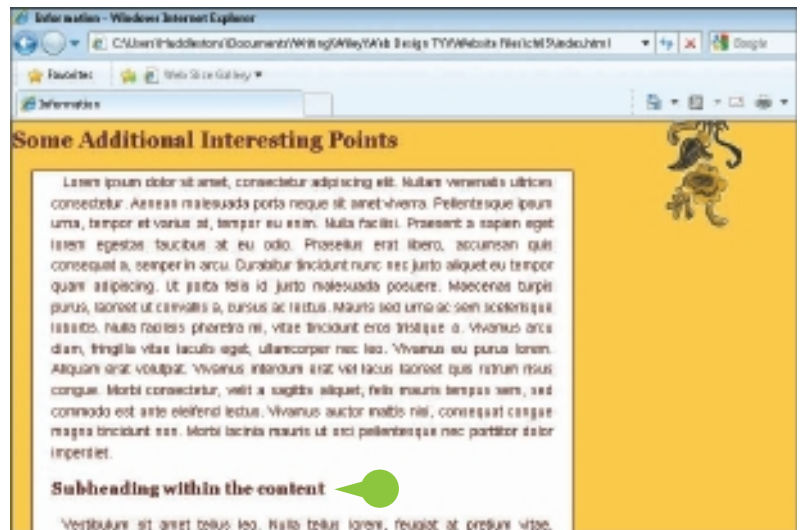 Information - Windows Internet Explorer
Google
Favorites Web Slice Gallery
Information
Some Additional Interesting Points
Lorem ipsum dolor sit amet, consectetur adipiscing elit. Nullam venenatis ultrices
consectetur. Aenean malesuada porta neque sit amet viverra. Pellentesque ipsum
urna, tempor et varius at, tempor eu enim. Nulla facilisi. Praesent a sapien eget
lorem egestas faucibus at eu odio. Phasellus erat libero, accumsan quis
consequat a, semper in arcu. Curabitur tincidunt nunc nec justo aliquet eu tempor
quam adipiscing. Ut porta felis id justo malesuada posuere. Maecenas turpis
purus, laoreet ut convallis a, cursus ac lectus. Mauris sed urna ac sem scelerisque
lobortis. Nulla facilisis pharetra mi, vitae tincidunt eros tristique a. Vivamus arcu
diam, fringilla vitae iaculis eget, ullamcorper nec leo. Vivamus eu purus lorem.
Aliquam erat volutpat. Vivamus interdum erat vel lacus laoreet quis rutrum risus
congue. Morbi consectetur, velit a sagittis aliquet, felis mauris tempus sem, sed
commodo est ante eleifend lectus. Vivamus auctor mattis nisl, consequat congue
magna tincidunt non. Morbi lacinia mauris ut orci pellentesque nec porttitor dolor
imperdiet.
Subheading within the content
Vestibulum sit amet tellus leo. Nulla tellus lorem, feugiat at pretium vitae,